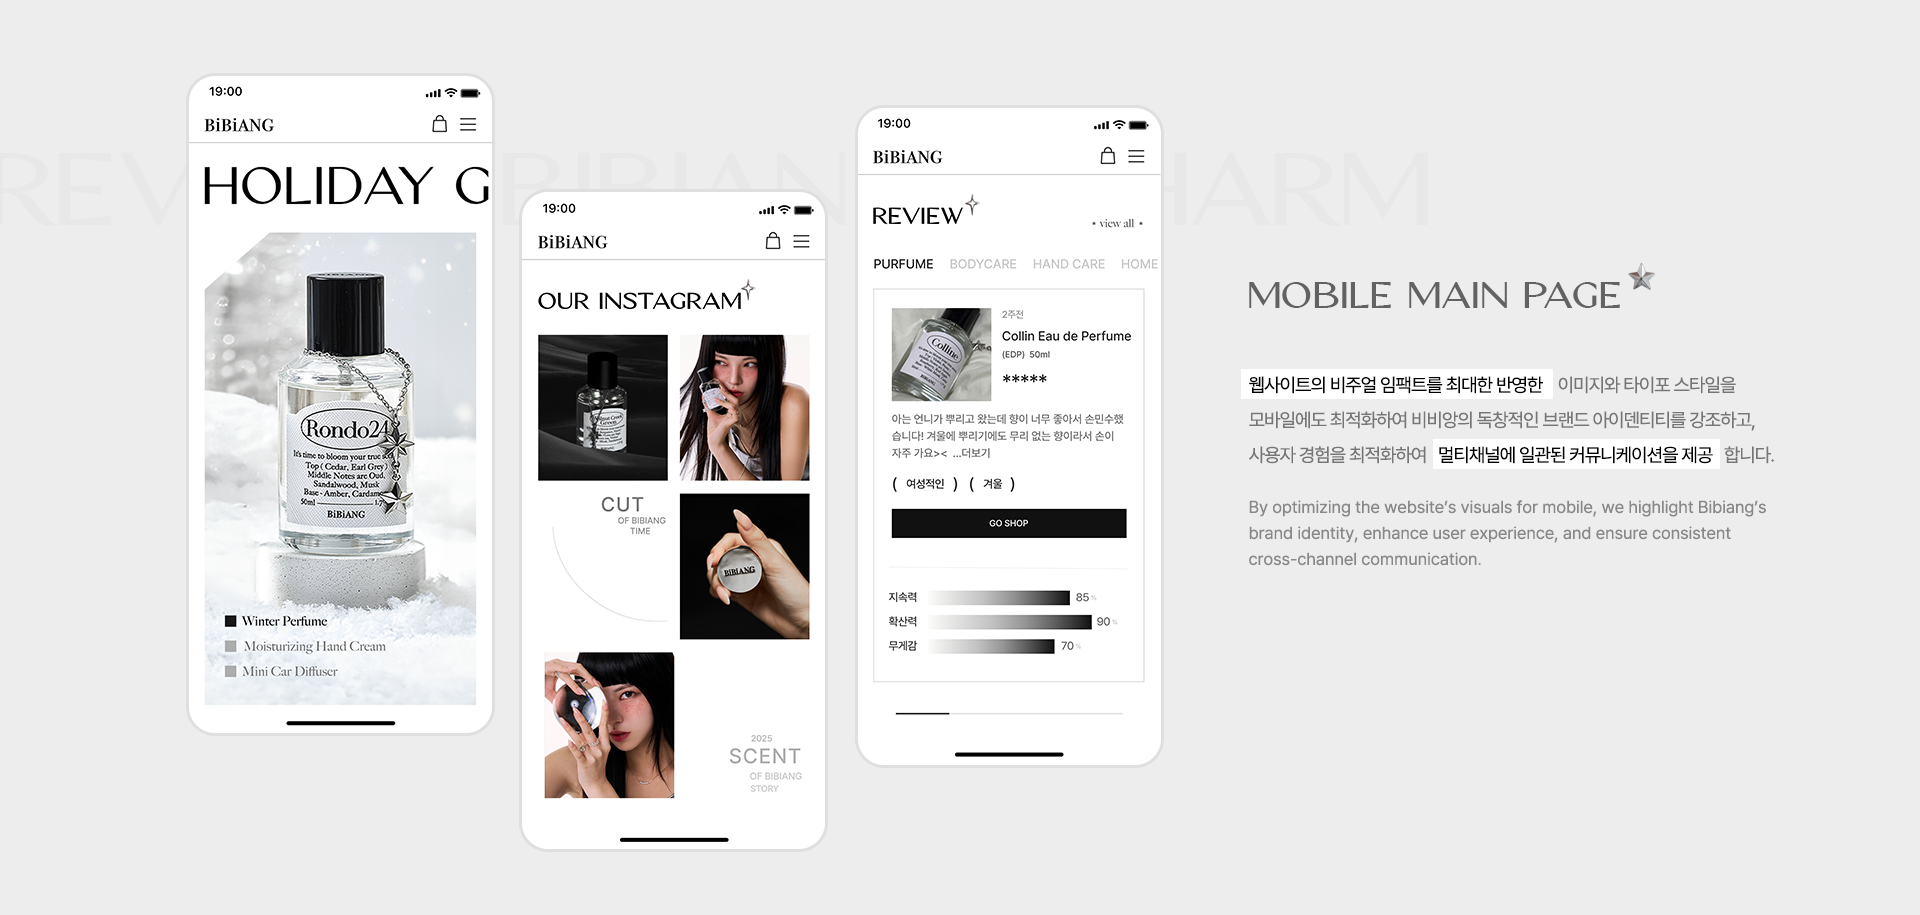 REV BIBIANG CHARM
19:00
BiBiANG
HOLIDAY G
Rondo24
It's time to bloom your true
Top ( Cedar, Earl Grey )
Middle Notes are Oud,
Sandalwood, Musk
Base - Amber, Cardamom
50ml
BiBiANG
Winter Perfume
Moisturizing Hand Cream
Mini Car Diffuser
19:00
BiBiANG
OUR INSTAGRAM
CUT
OF BIBIANG
TIME
BiBiANG
2025
SCENT
OF BIBIANG
STORY
19:00
BiBiANG
REVIEW
• view all •
PURFUME BODYCARE HAND CARE HOME
Colline
BiBiANG
2주전
Collin Eau de Perfume
(EDP) 50ml
*****
아는 언니가 뿌리고 왔는데 향이 너무 좋아서 손민수했
습니다! 겨울에 뿌리기에도 무리 없는 향이라서 손이
자주 가요>< ...더보기
( 여성적인 ) ( 겨울 )
GO SHOP
지속력 85 %
확산력 90 %
무게감 70 %
MOBILE MAIN PAGE
웹사이트의 비주얼 임팩트를 최대한 반영한 이미지와 타이포 스타일을
모바일에도 최적화하여 비비앙의 독창적인 브랜드 아이덴티티를 강조하고,
사용자 경험을 최적화하여 멀티채널에 일관된 커뮤니케이션을 제공 합니다.
By optimizing the website's visuals for mobile, we highlight Bibiang's
brand identity, enhance user experience, and ensure consistent
cross-channel communication.